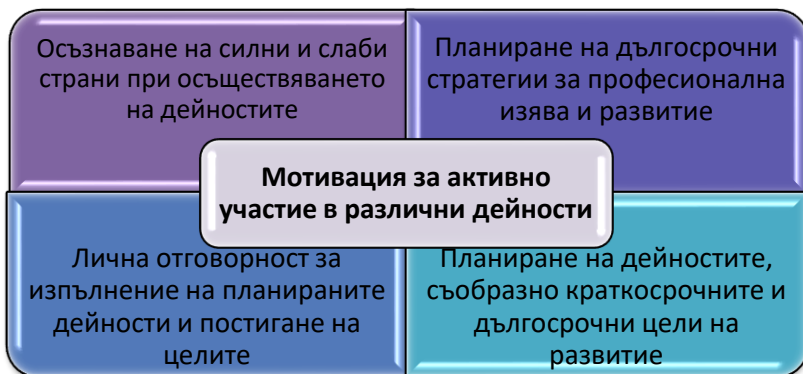 Осъзнаване на силни и слаби
страни при осъществяването
на дейностите
Планиране на дългосрочни
стратегии за професионална
изява и развитие
Мотивация за активно
участие в различни дейности
Лична отговорност за
изпълнение на планираните
дейности и постигане на
целите
Планиране на дейностите,
съобразно краткосрочните и
дългосрочни цели на
развитие